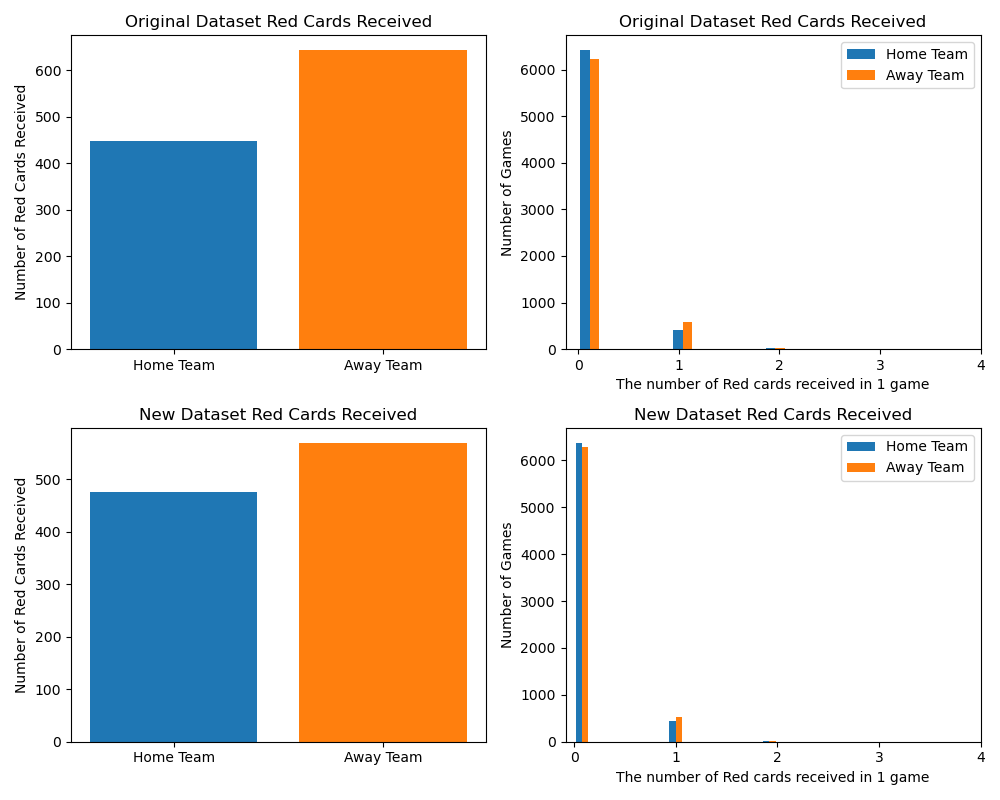 Original Dataset Red Cards Received
Number of Red Cards Received
600
500
400
300
200
100
0
Home Team
Away Team
Original Dataset Red Cards Received
Number of Games
6000
5000
4000
3000
2000
1000
0
Home Team
Away Team
0
1
2
3
4
The number of Red cards received in 1 game
New Dataset Red Cards Received
Number of Red Cards Received
500
400
300
200
100
0
Home Team
Away Team
New Dataset Red Cards Received
Number of Games
6000
5000
4000
3000
2000
1000
0
Home Team
Away Team
0
1
2
3
4
The number of Red cards received in 1 game